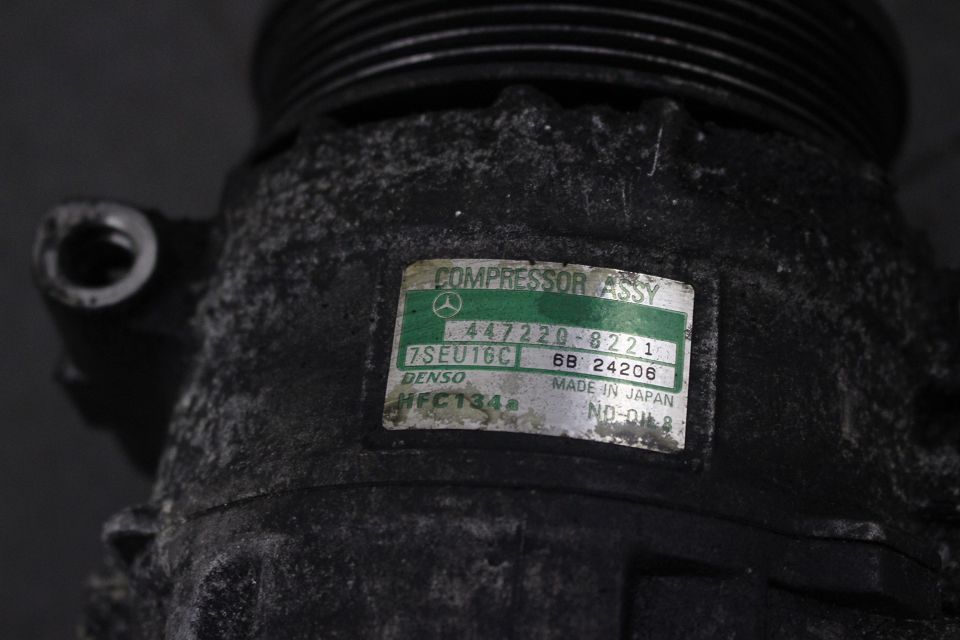 COMPRESSOR ASSY
447220-8221
7SEU16C 6B 24206
DENSO MADE IN JAPAN
HFC134a ND-OIL8